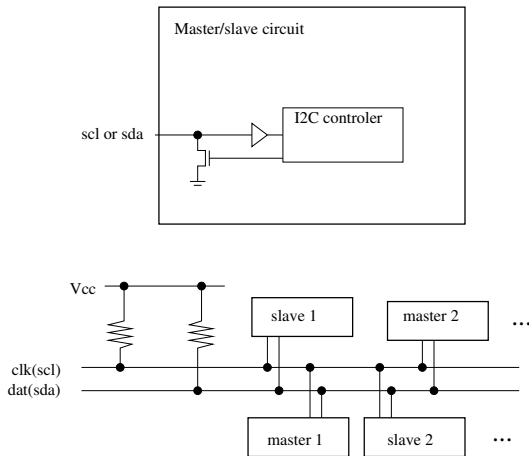 Master/slave circuit
I2C controler
scl or sda
Vcc
slave 1
master 2
...
clk(scl)
dat(sda)
master 1
slave 2
...